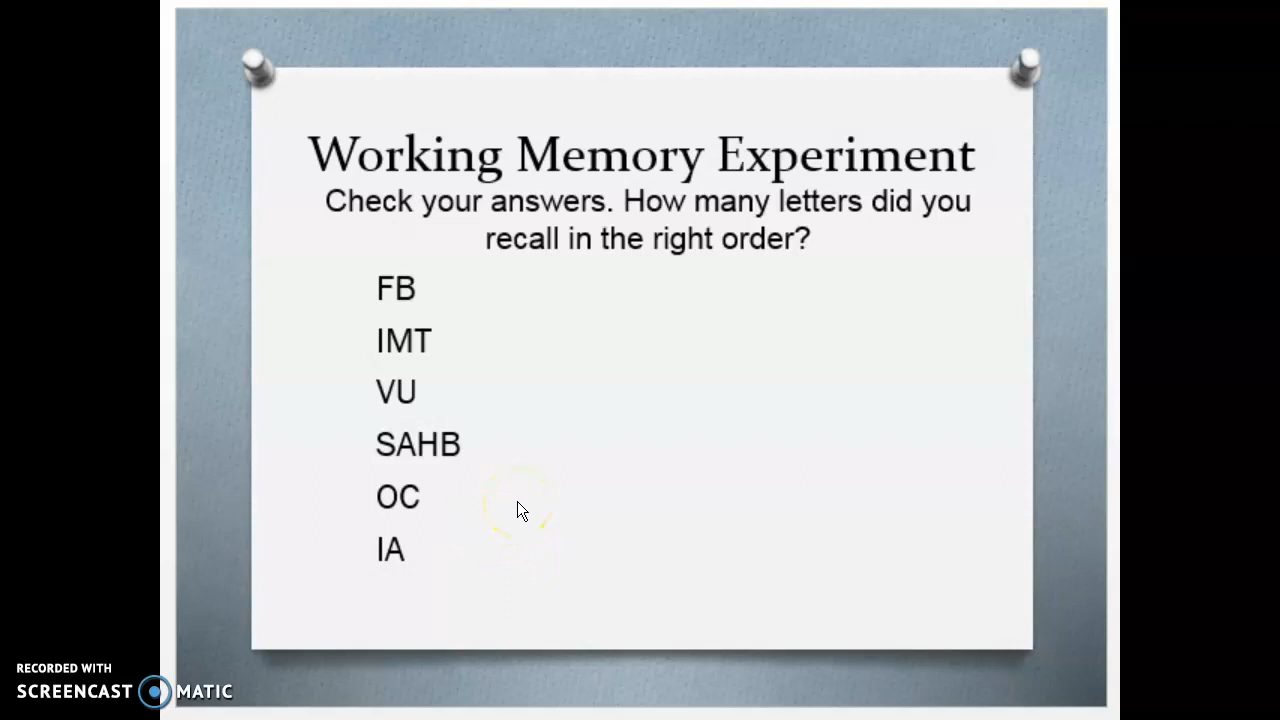 Working Memory Experiment
Check your answers. How many letters did you
recall in the right order?
FB
IMT
VU
SAHB
OC
IA
RECORDED WITH
SCREENCAST MATIC